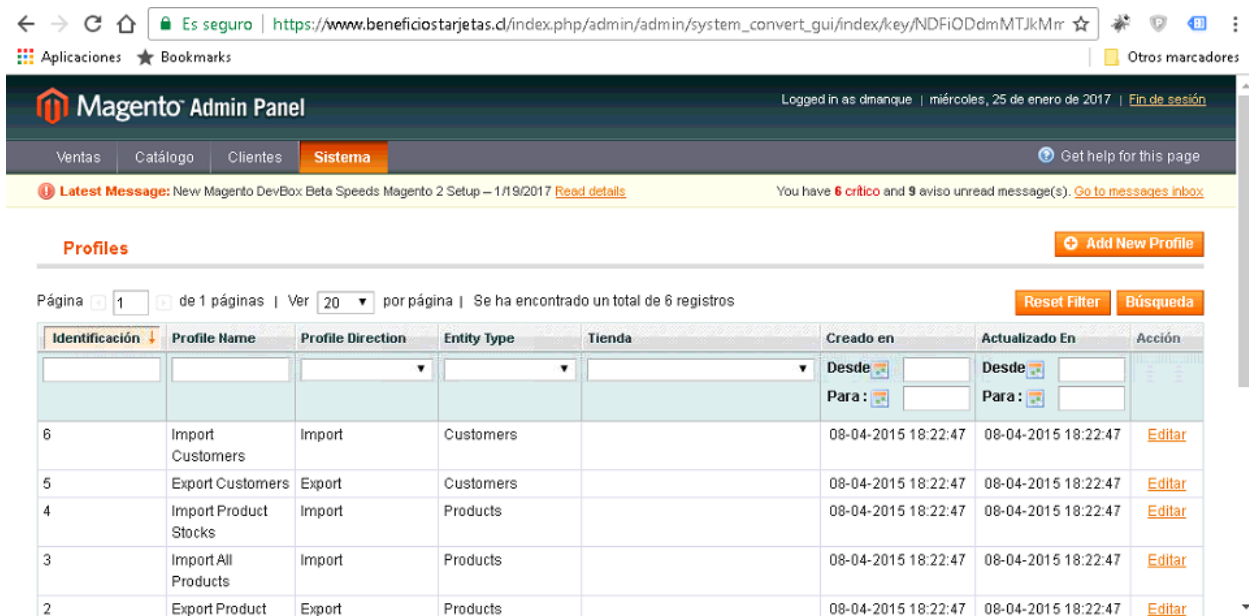 Es seguro | https://www.beneficiostarjetas.cl/index.php/admin/admin/system_convert_gui/index/key/NDFiODdmMTJkMm
Aplicaciones Bookmarks Otros marcadores
Magento Admin Panel Logged in as dmanque | miércoles, 25 de enero de 2017 | Fin de sesión
Ventas Catálogo Clientes Sistema Get help for this page
Latest Message: New Magento DevBox Beta Speeds Magento 2 Setup – 1/19/2017 Read details You have 6 crítico and 9 aviso unread message(s). Go to messages inbox
Profiles Add New Profile
Página 1 de 1 páginas | Ver 20 por página | Se ha encontrado un total de 6 registros Reset Filter Búsqueda
Identificación Profile Name Profile Direction Entity Type Tienda Creado en Actualizado En Acción
Desde Desde
Para : Para :
6 Import Customers Import Customers 08-04-2015 18:22:47 08-04-2015 18:22:47 Editar
5 Export Customers Export Customers 08-04-2015 18:22:47 08-04-2015 18:22:47 Editar
4 Import Product Stocks Import Products 08-04-2015 18:22:47 08-04-2015 18:22:47 Editar
3 Import All Products Import Products 08-04-2015 18:22:47 08-04-2015 18:22:47 Editar
2 Export Product Export Products 08-04-2015 18:22:47 08-04-2015 18:22:47 Editar